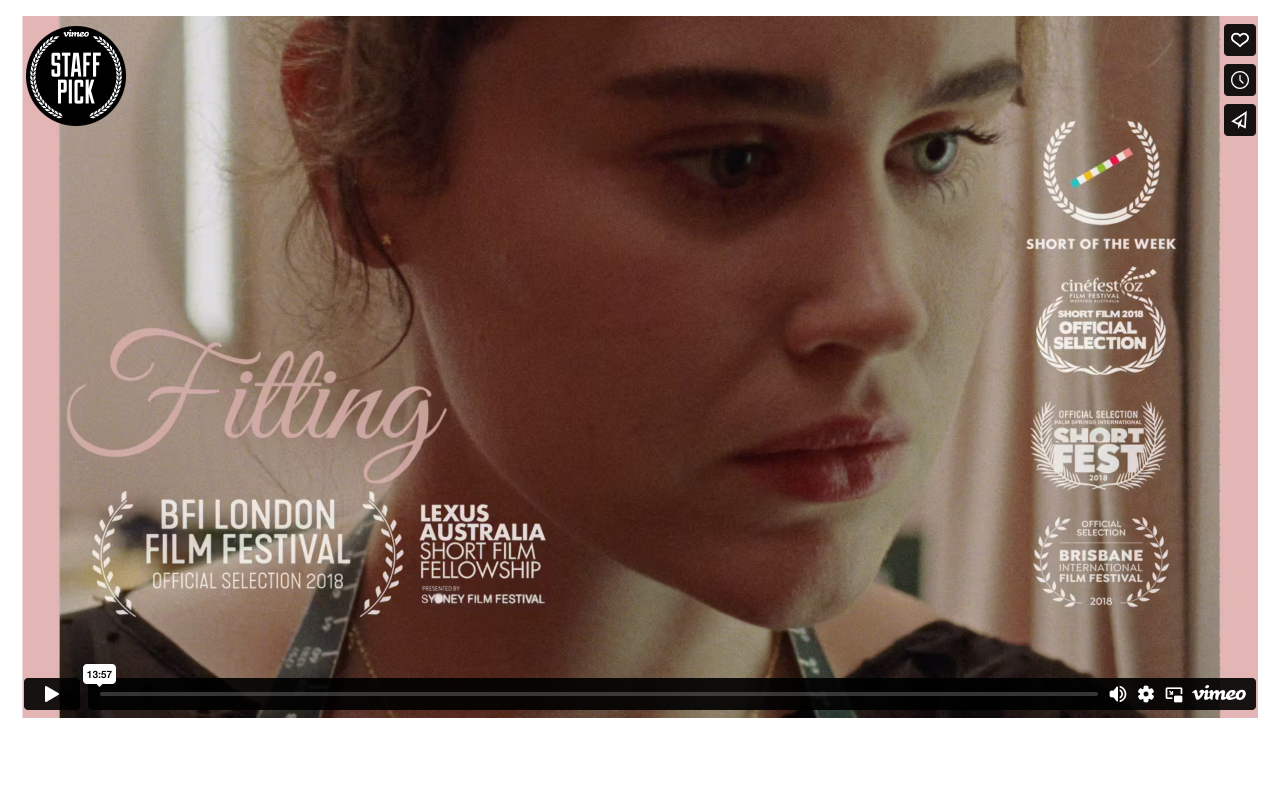 vimeo
STAFF
PICK
SHORT OF THE WEEK
cinéfest oz
FILM FESTIVAL
WESTERN AUSTRALIA
SHORT FILM 2018
OFFICIAL
SELECTION
Fitting
OFFICIAL SELECTION
PALM SPRINGS INTERNATIONAL
SHORT
FEST
2018
BFI LONDON
FILM FESTIVAL
OFFICIAL SELECTION 2018
LEXUS
AUSTRALIA
SHORT FILM
FELLOWSHIP
PRESENTED BY
SYDNEY FILM FESTIVAL
OFFICIAL
SELECTION
BRISBANE
INTERNATIONAL
FILM FESTIVAL
2018
13:57
vimeo